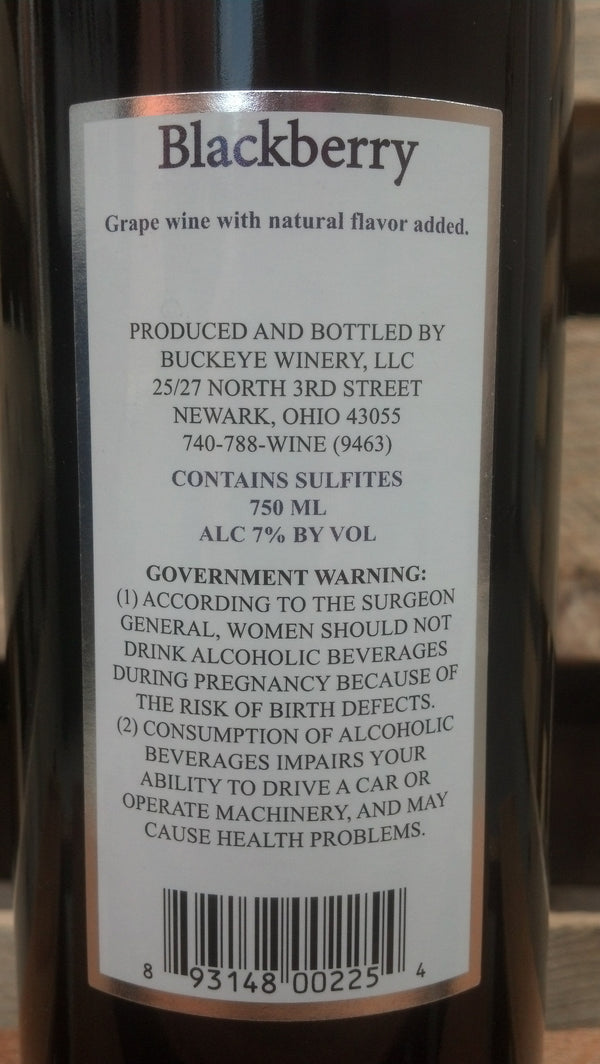 Blackberry
Grape wine with natural flavor added.
PRODUCED AND BOTTLED BY
BUCKEYE WINERY, LLC
25/27 NORTH 3RD STREET
NEWARK, OHIO 43055
740-788-WINE (9463)
CONTAINS SULFITES
750 ML
ALC 7% BY VOL
GOVERNMENT WARNING:
(1) ACCORDING TO THE SURGEON
GENERAL, WOMEN SHOULD NOT
DRINK ALCOHOLIC BEVERAGES
DURING PREGNANCY BECAUSE OF
THE RISK OF BIRTH DEFECTS.
(2) CONSUMPTION OF ALCOHOLIC
BEVERAGES IMPAIRS YOUR
ABILITY TO DRIVE A CAR OR
OPERATE MACHINERY, AND MAY
CAUSE HEALTH PROBLEMS.
8 93148 00225 4